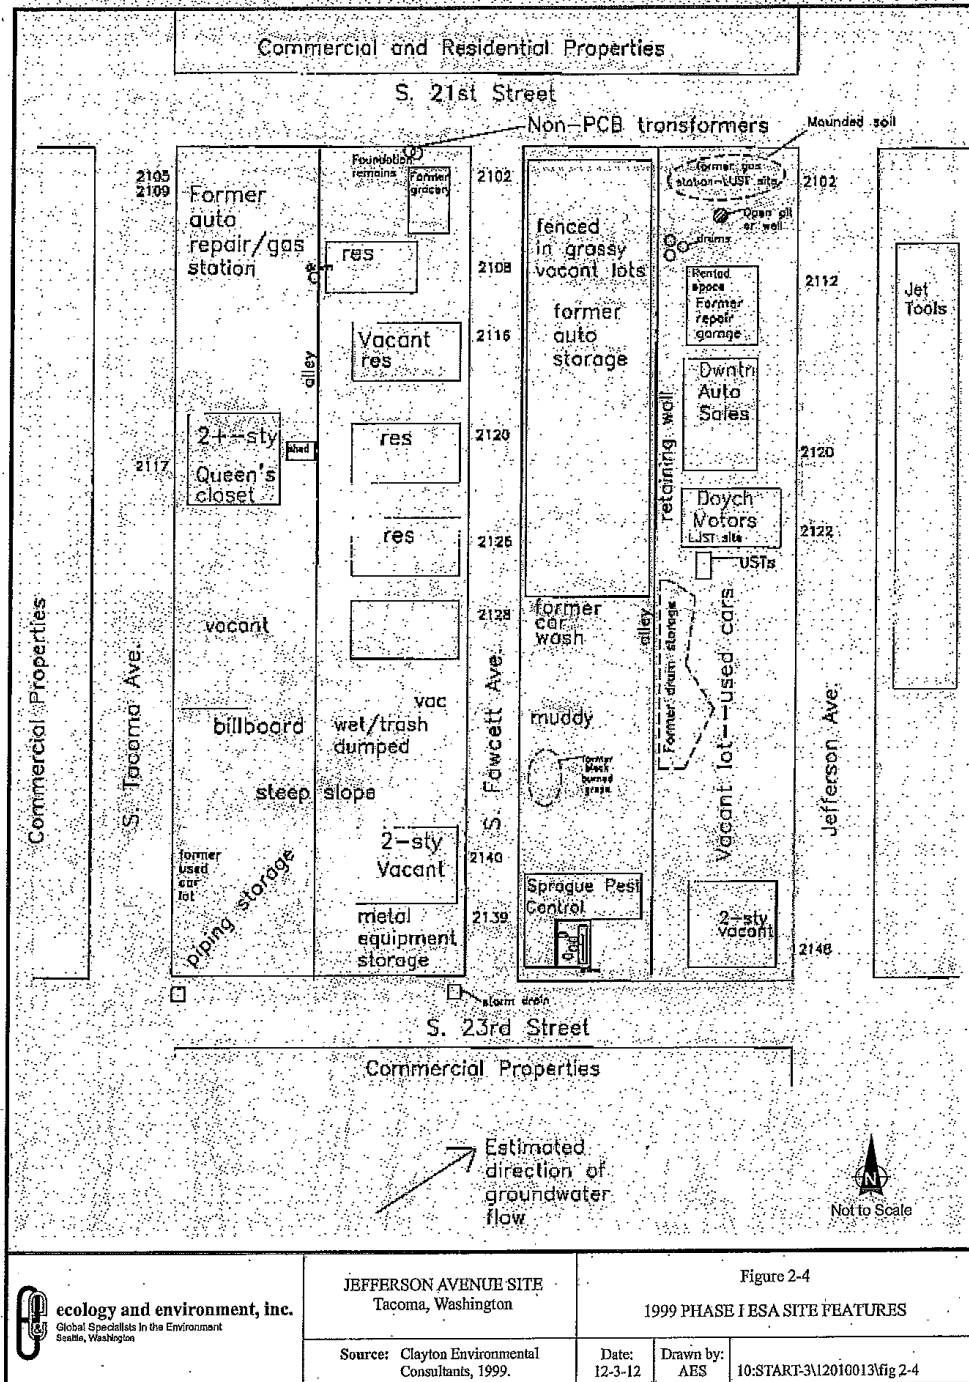 Commercial and Residential Properties
S. 21st Street
Non-PCB transformers
Mounded soil
Foundation
remains
Former
grocery
former gas
station-LUST site
2105
2109
2102
2102
Former
auto
repair/gas
station
res
fenced
in grassy
vacant lots
Open pit
or well
drums
2108
2112
Rented
space
Former
repair
garage
Jet
Tools
former
auto
storage
2116
Vacant
res
alley
Dwntn
Auto
Sales
retaining wall
2+-sty
Queen's
closet
shed
res
2120
2120
2117
Doych
Motors
LUST site
2122
res
2126
USTs
2128
former
car
wash
alley
Former drum storage
Vacant lot--used cars
vacant
Commercial Properties
S. Tacoma Ave.
S. Fawcett Ave.
Jefferson Ave.
vac
billboard
wet/trash
dumped
muddy
former
black
burned
grass
steep slope
former
used
car
lot
piping storage
2-sty
Vacant
2140
Sprague Pest
Control
2139
metal
equipment
storage
2-sty
vacant
2148
storm drain
S. 23rd Street
Commercial Properties
Estimated
direction of
groundwater
flow
N
Not to Scale
ecology and environment, inc.
Global Specialists in the Environment
Seattle, Washington
JEFFERSON AVENUE SITE
Tacoma, Washington
Figure 2-4
1999 PHASE I ESA SITE FEATURES
Source: Clayton Environmental
Consultants, 1999.
Date:
12-3-12
Drawn by:
AES
10:START-3\12010013\fig 2-4